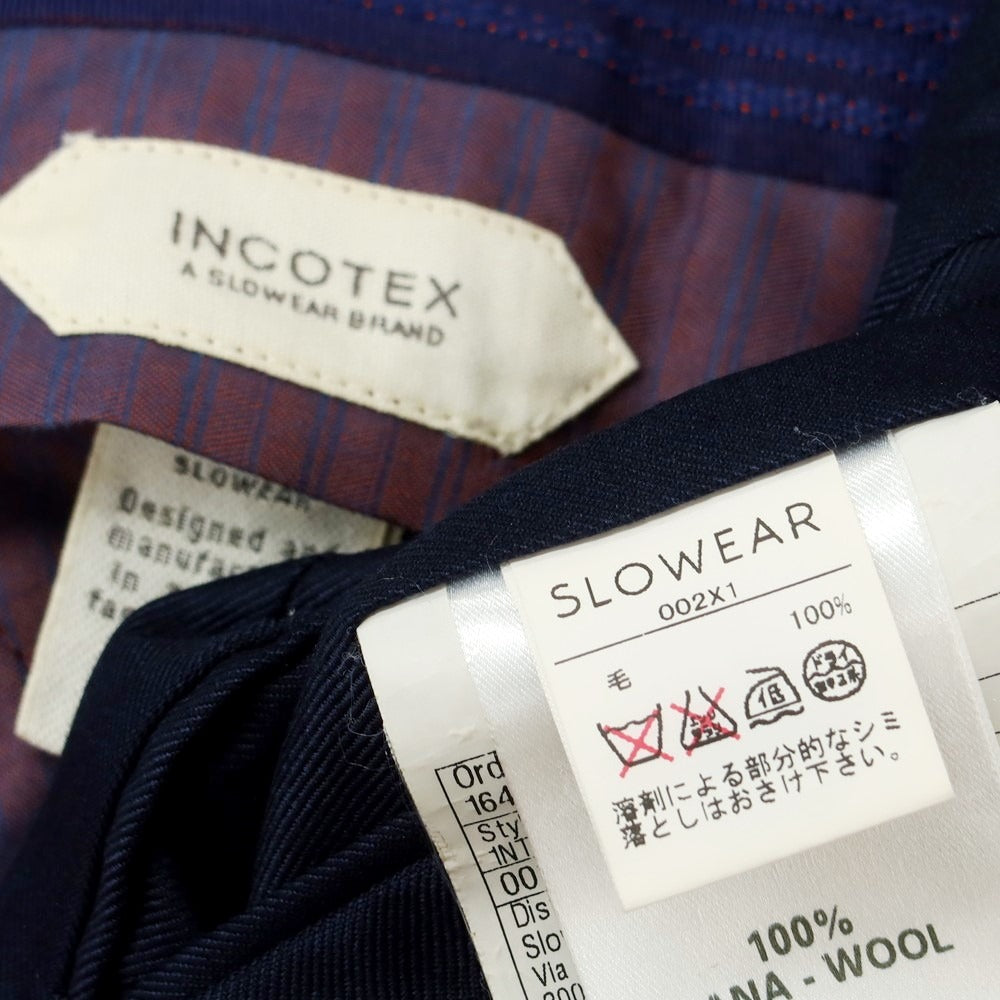 INCOTEX
A SLOWEAR BRAND
SLOWEAR
Designed
in
SLOWEAR
002X1
毛 100%
低
ドライ
溶剤による部分的なシミ
落としはおさけ下さい。
Ord
164
Sty
1NT
00
Dis
Slo
Via
200
100%
ANA - WOOL